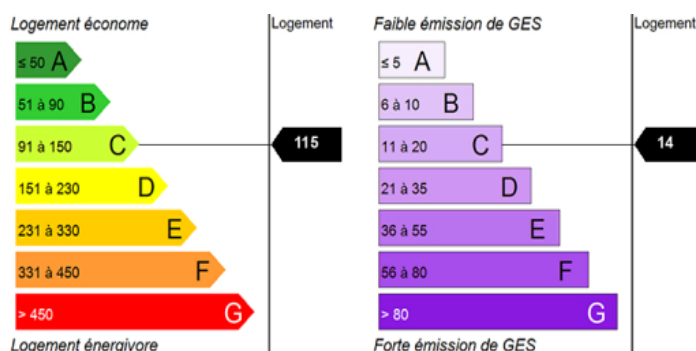 Logement économe
Logement
≤ 50 A
51 à 90 B
91 à 150 C
115
151 à 230 D
231 à 330 E
331 à 450 F
> 450 G
Logement énergivore
Faible émission de GES
Logement
≤ 5 A
6 à 10 B
11 à 20 C
14
21 à 35 D
36 à 55 E
56 à 80 F
> 80 G
Forte émission de GES